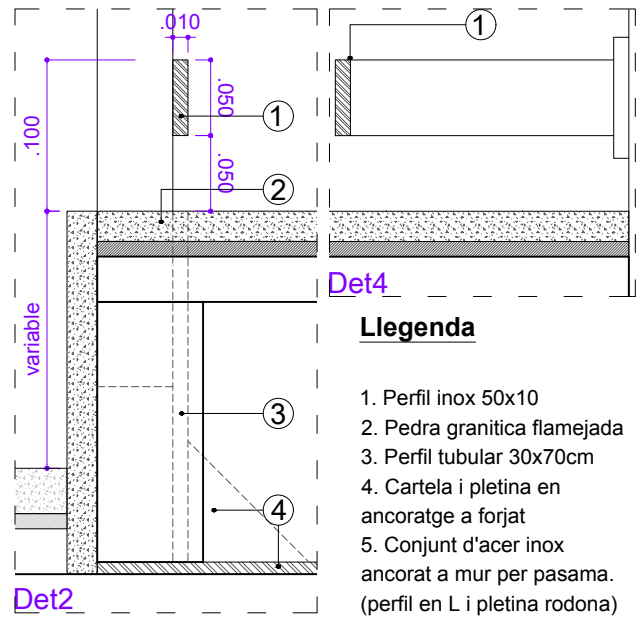 .010
1
1
.050
.100
.050
2
variable
3
4
Det2
Det4
Llegenda
1. Perfil inox 50x10
2. Pedra granitica flamejada
3. Perfil tubular 30x70cm
4. Cartela i pletina en
ancoratge a forjat
5. Conjunt d'acer inox
ancorat a mur per pasama.
(perfil en L i pletina rodona)